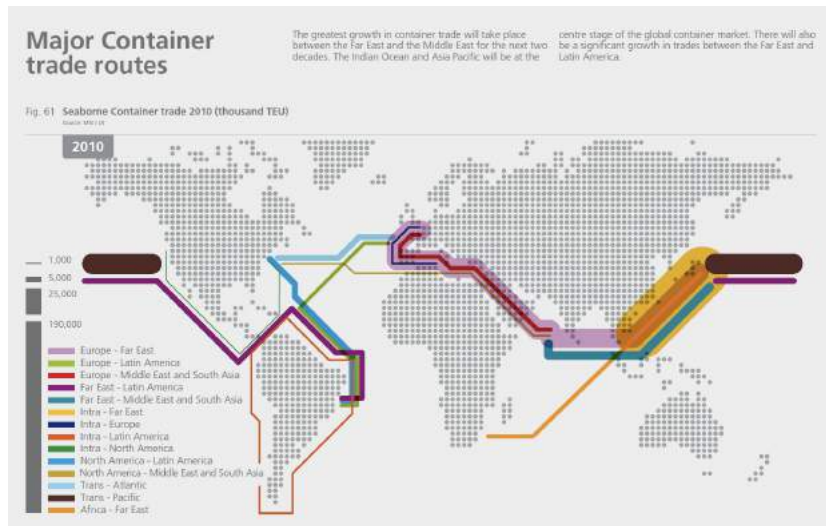 Major Container
trade routes
The greatest growth in container trade will take place
between the Far East and the Middle East for the next two
decades. The Indian Ocean and Asia Pacific will be at the
centre stage of the global container market. There will also
be a significant growth in trades between the Far East and
Latin America.
Fig. 61 Seaborne Container trade 2010 (thousand TEU)
2010
1,000
5,000
25,000
190,000
Europe - Far East
Europe - Latin America
Europe - Middle East and South Asia
Far East - Latin America
Far East - Middle East and South Asia
Intra - Far East
Intra - Europe
Intra - Latin America
Intra - North America
North America - Latin America
North America - Middle East and South Asia
Trans - Atlantic
Trans - Pacific
Africa - Far East